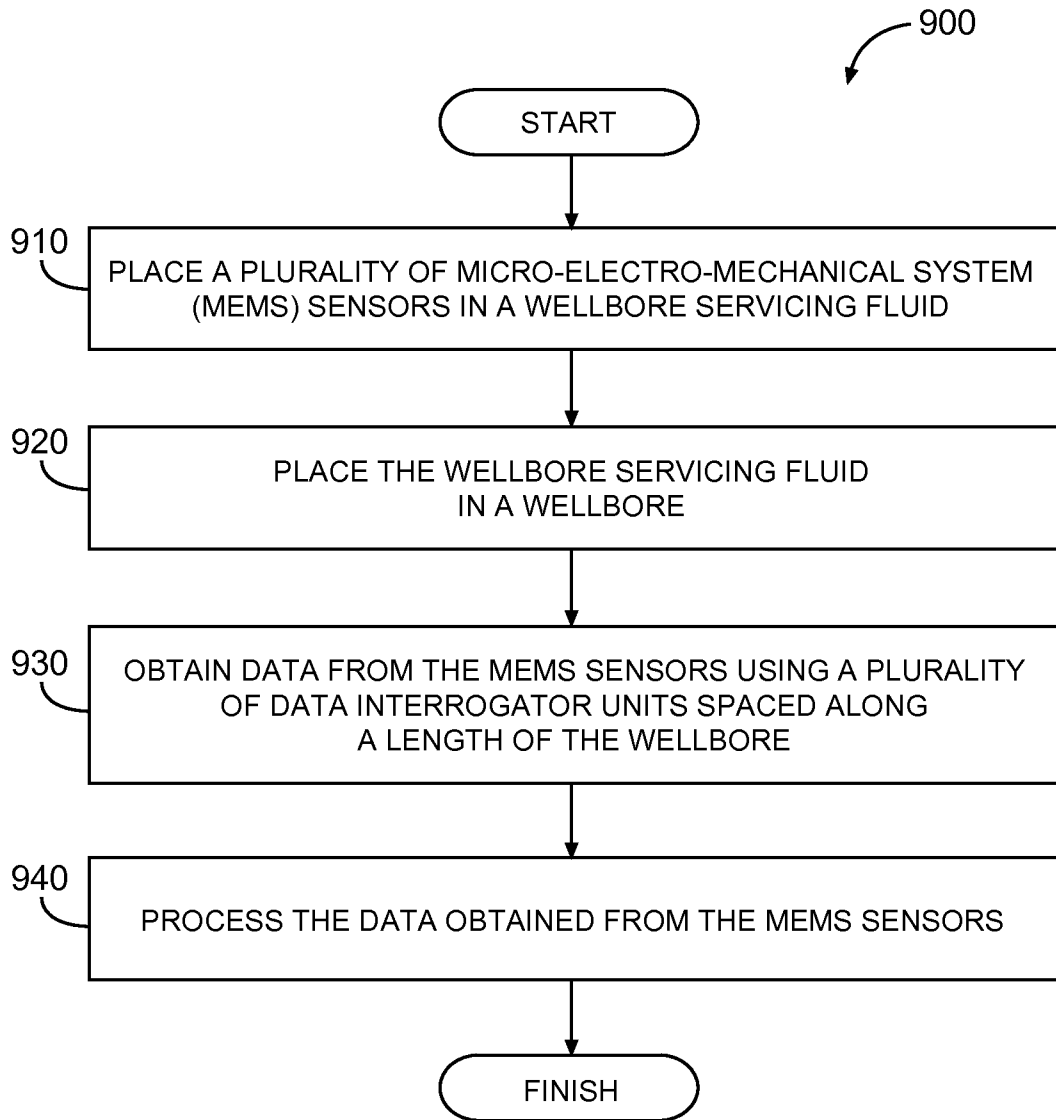 900
START
910
PLACE A PLURALITY OF MICRO-ELECTRO-MECHANICAL SYSTEM
(MEMS) SENSORS IN A WELLBORE SERVICING FLUID
920
PLACE THE WELLBORE SERVICING FLUID
IN A WELLBORE
930
OBTAIN DATA FROM THE MEMS SENSORS USING A PLURALITY
OF DATA INTERROGATOR UNITS SPACED ALONG
A LENGTH OF THE WELLBORE
940
PROCESS THE DATA OBTAINED FROM THE MEMS SENSORS
FINISH